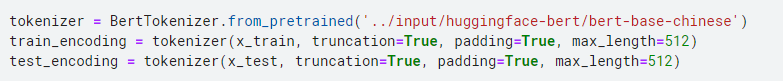 tokenizer = BertTokenizer.from_pretrained('../input/huggingface-bert/bert-base-chinese')
train_encoding = tokenizer(x_train, truncation=True, padding=True, max_length=512)
test_encoding = tokenizer(x_test, truncation=True, padding=True, max_length=512)